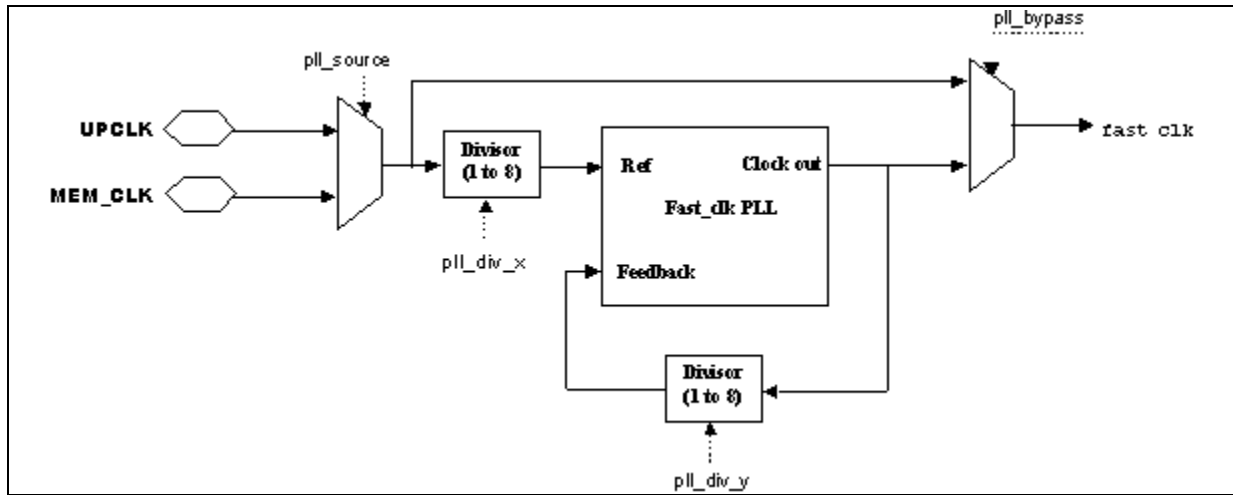 pll_bypass
pll_source
UPCLK
fast clk
Divisor
(1 to 8)
Ref
Clock out
MEM_CLK
Fast_clk PLL
pll_div_x
Feedback
Divisor
(1 to 8)
pll_div_y